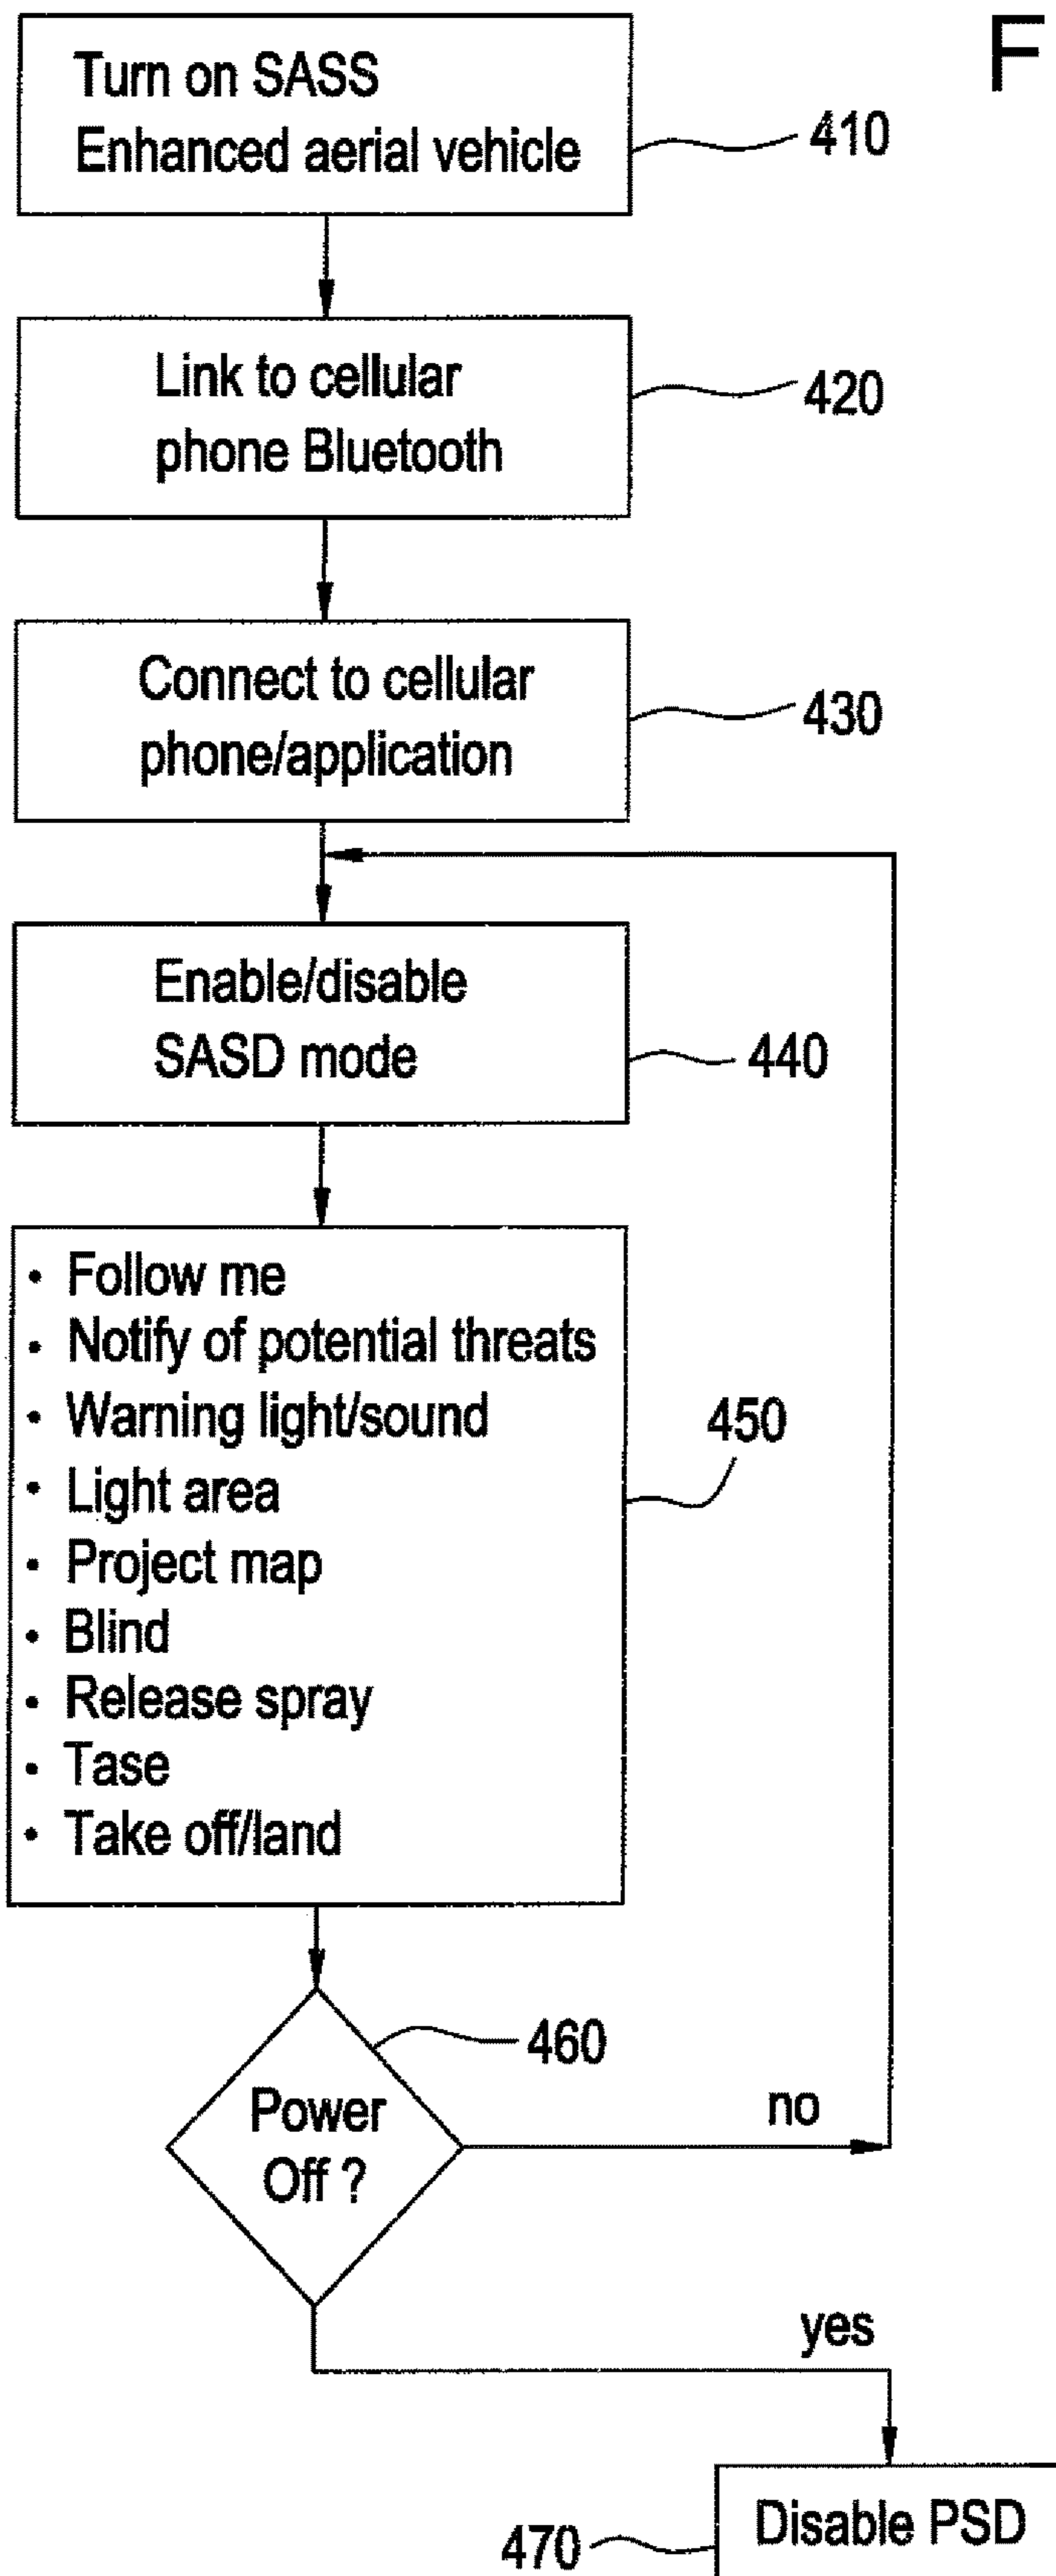 F
Turn on SASS
Enhanced aerial vehicle
410
Link to cellular
phone Bluetooth
420
Connect to cellular
phone/application
430
Enable/disable
SASD mode
440
• Follow me
• Notify of potential threats
• Warning light/sound
• Light area
• Project map
• Blind
• Release spray
• Tase
• Take off/land
450
460
Power
Off ?
no
yes
Disable PSD
470